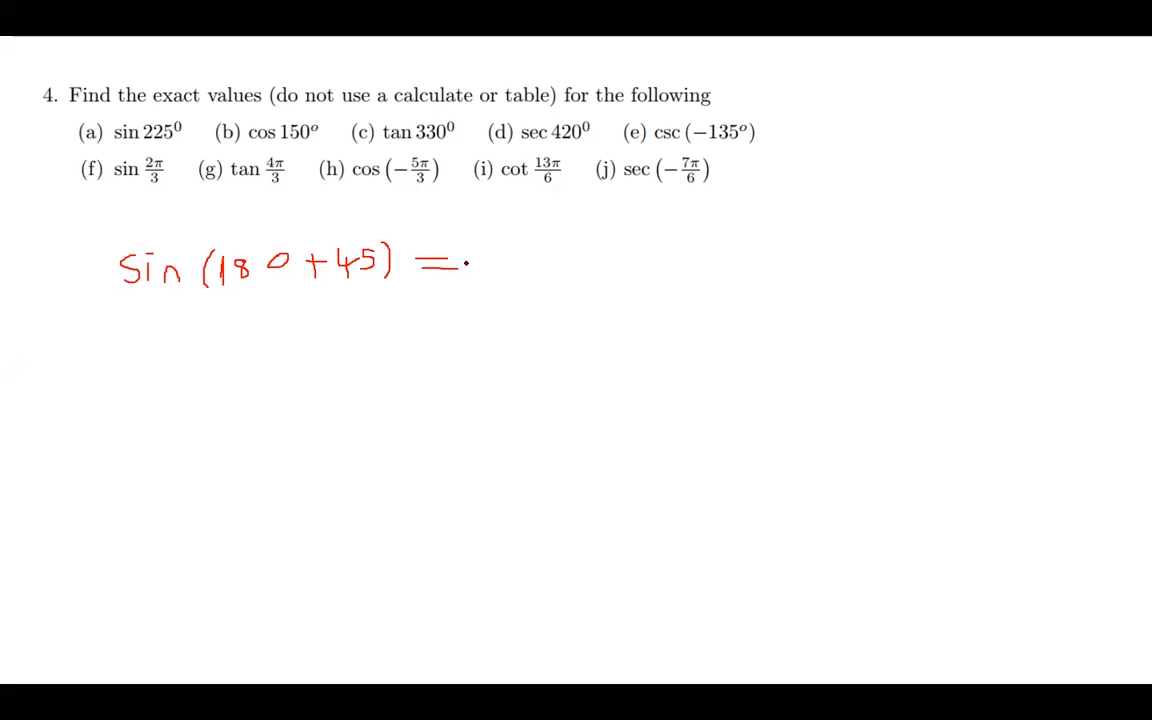 4. Find the exact values (do not use a calculate or table) for the following
(a) sin 225⁰ (b) cos 150ᵒ (c) tan 330⁰ (d) sec 420⁰ (e) csc (−135ᵒ)
(f) sin 2π/3 (g) tan 4π/3 (h) cos (−5π/3) (i) cot 13π/6 (j) sec (−7π/6)
Sin (180+45) =